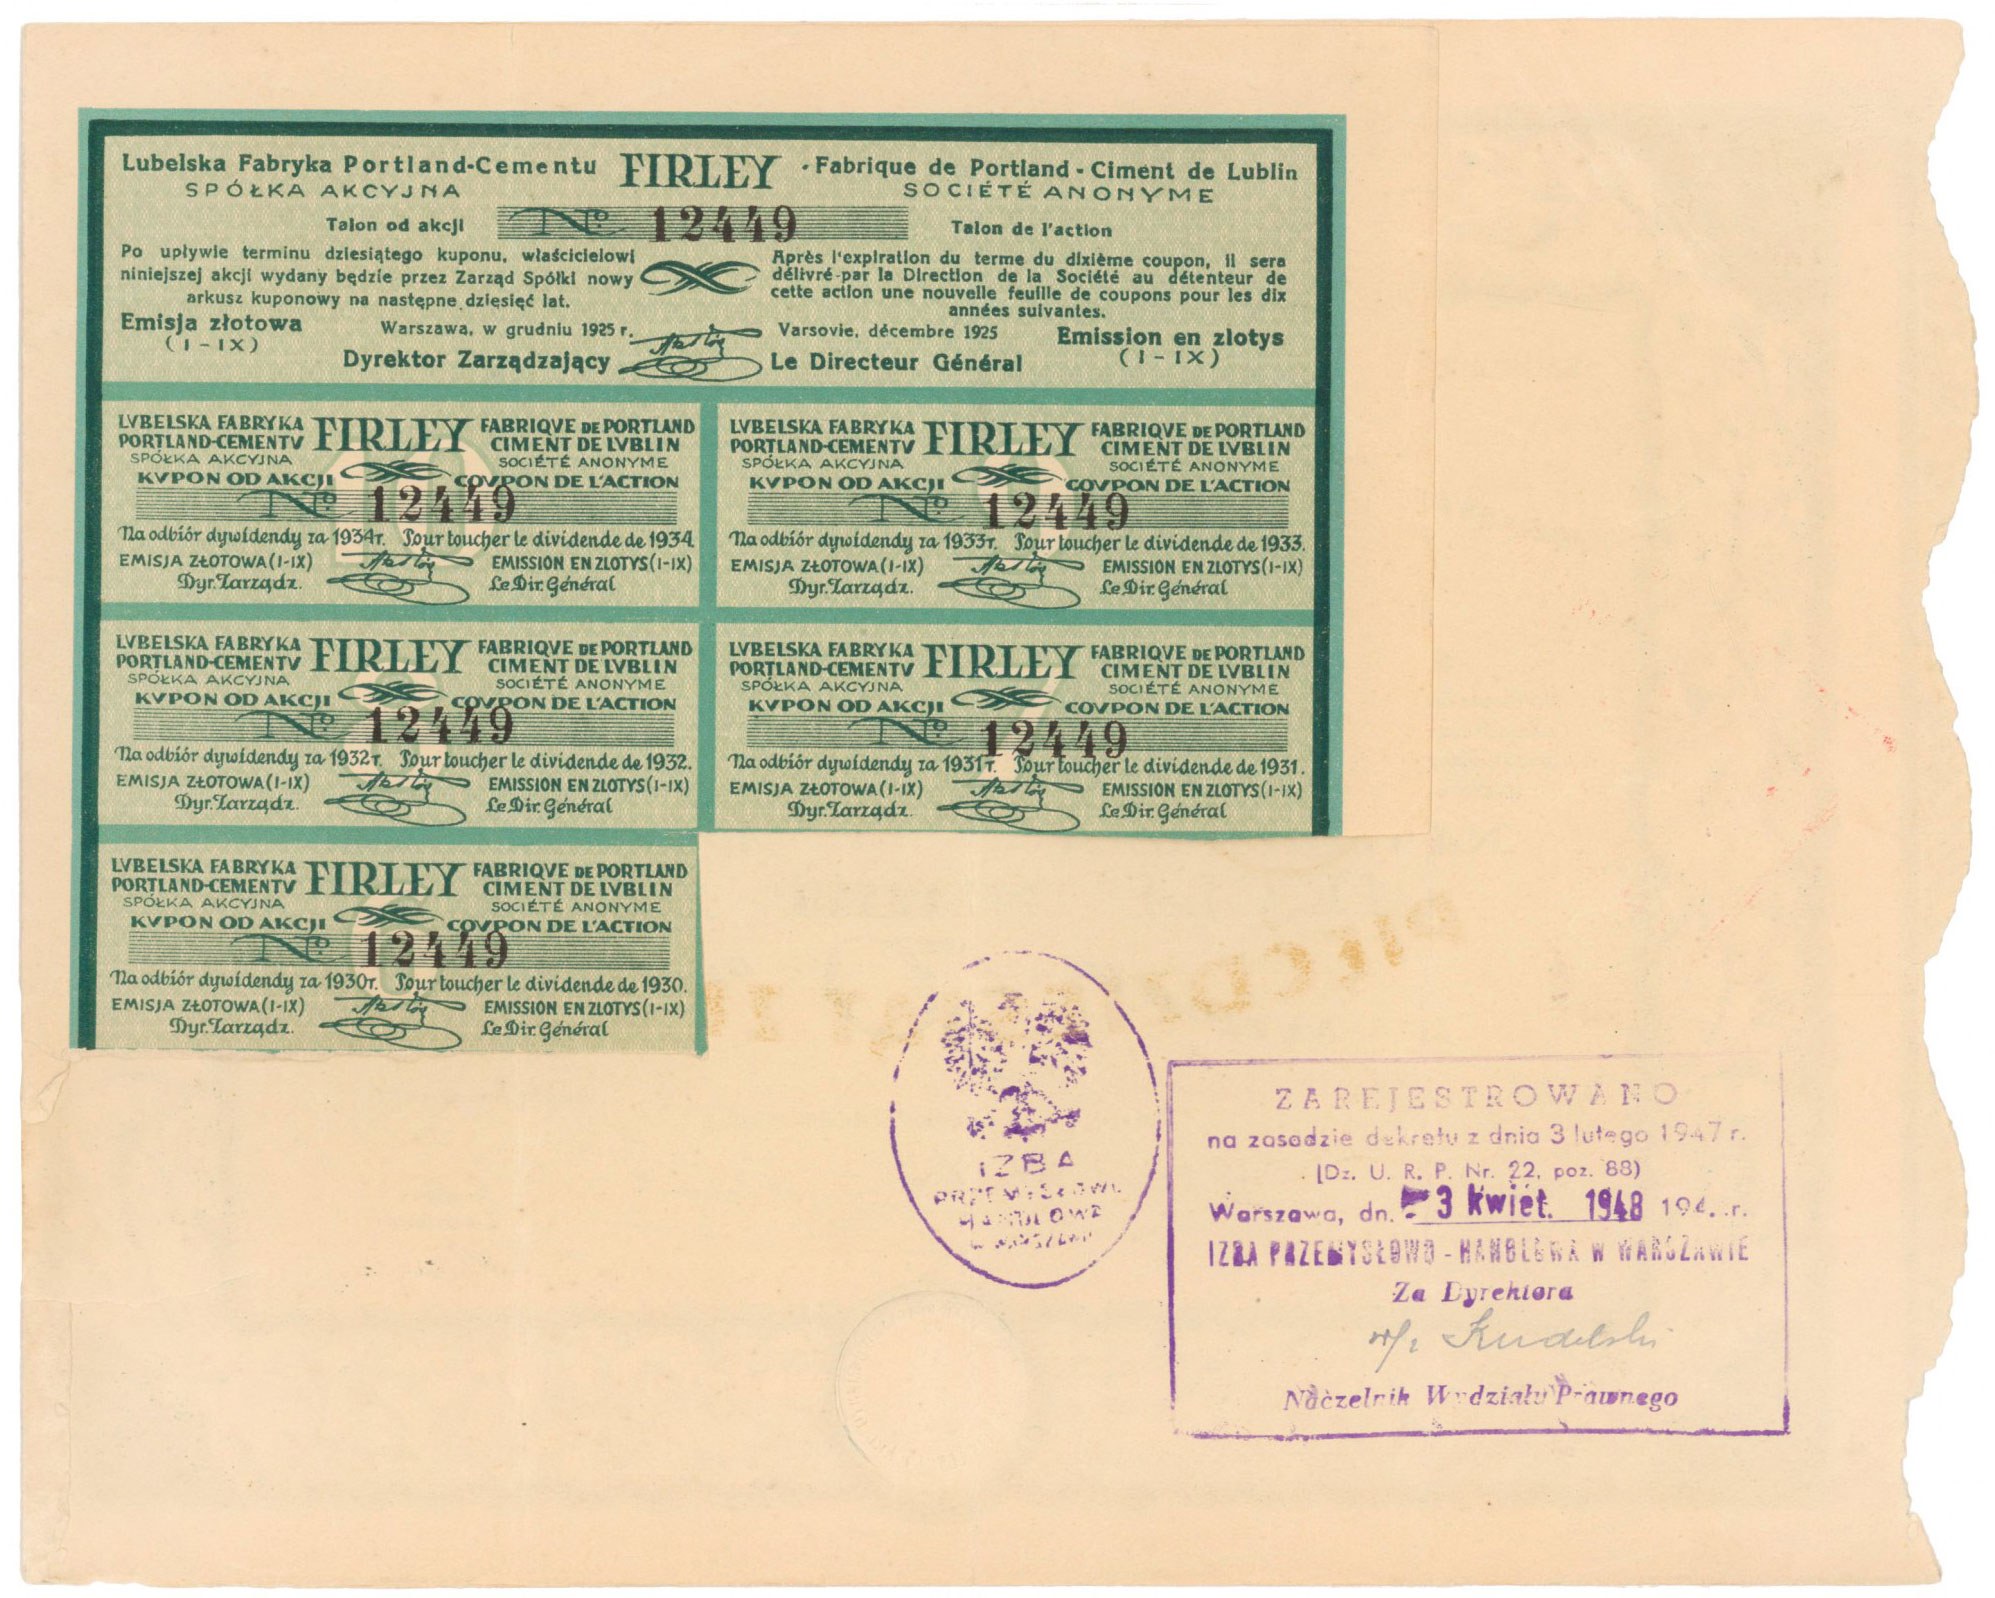 Lubelska Fabryka Portland-Cementu FIRLEY · Fabrique de Portland - Ciment de Lublin
SPÓŁKA AKCYJNA SOCIÉTÉ ANONYME
Talon od akcji No 12449 Talon de l'action
Po upływie terminu dziesiątego kuponu, właścicielowi
niniejszej akcji wydany będzie przez Zarząd Spółki nowy
arkusz kuponowy na następne dziesięć lat.
Après l'expiration du terme du dixième coupon, il sera
délivré par la Direction de la Société au détenteur de
cette action une nouvelle feuille de coupons pour les dix
années suivantes.
Emisja złotowa Warszawa, w grudniu 1925 r. Varsovie, décembre 1925 Emission en zlotys
(I-IX) Dyrektor Zarządzający Le Directeur Général (I-IX)
LVBELSKA FABRYKA FIRLEY FABRIQVE DE PORTLAND
PORTLAND-CEMENTV CIMENT DE LVBLIN
SPÓŁKA AKCYJNA SOCIÉTÉ ANONYME
KVPON OD AKCJI COVPON DE L'ACTION
No 12449
Na odbiór dywidendy za 1934r. Pour toucher le dividende de 1934
EMISJA ZŁOTOWA (I-IX) EMISSION EN ZLOTYS (I-IX)
Dyr. Zarządz. Le Dir. Général
LVBELSKA FABRYKA FIRLEY FABRIQVE DE PORTLAND
PORTLAND-CEMENTV CIMENT DE LVBLIN
SPÓŁKA AKCYJNA SOCIÉTÉ ANONYME
KVPON OD AKCJI COVPON DE L'ACTION
No 12449
Na odbiór dywidendy za 1933r. Pour toucher le dividende de 1933.
EMISJA ZŁOTOWA (I-IX) EMISSION EN ZLOTYS (I-IX)
Dyr. Zarządz. Le Dir. Général
LVBELSKA FABRYKA FIRLEY FABRIQVE DE PORTLAND
PORTLAND-CEMENTV CIMENT DE LVBLIN
SPÓŁKA AKCYJNA SOCIÉTÉ ANONYME
KVPON OD AKCJI COVPON DE L'ACTION
No 12449
Na odbiór dywidendy za 1932r. Pour toucher le dividende de 1932.
EMISJA ZŁOTOWA (I-IX) EMISSION EN ZLOTYS (I-IX)
Dyr. Zarządz. Le Dir. Général
LVBELSKA FABRYKA FIRLEY FABRIQVE DE PORTLAND
PORTLAND-CEMENTV CIMENT DE LVBLIN
SPÓŁKA AKCYJNA SOCIÉTÉ ANONYME
KVPON OD AKCJI COVPON DE L'ACTION
No 12449
Na odbiór dywidendy za 1931r. Pour toucher le dividende de 1931.
EMISJA ZŁOTOWA (I-IX) EMISSION EN ZLOTYS (I-IX)
Dyr. Zarządz. Le Dir. Général
LVBELSKA FABRYKA FIRLEY FABRIQVE DE PORTLAND
PORTLAND-CEMENTV CIMENT DE LVBLIN
SPÓŁKA AKCYJNA SOCIÉTÉ ANONYME
KVPON OD AKCJI COVPON DE L'ACTION
No 12449
Na odbiór dywidendy za 1930r. Pour toucher le dividende de 1930.
EMISJA ZŁOTOWA (I-IX) EMISSION EN ZLOTYS (I-IX)
Dyr. Zarządz. Le Dir. Général
IZBA
PRZEMYSŁOWO
HANDLOWA
W WARSZAWIE
ZAREJESTROWANO
na zasadzie dekretu z dnia 3 lutego 1947 r.
(Dz. U. R. P. Nr. 22, poz. 88)
Warszawa, dn. - 3 kwiet. 1948 194...r.
IZBA PRZEMYSŁOWO - HANDLOWA W WARSZAWIE
Za Dyrektora
w/z Kudelski
Naczelnik Wydziału Prawnego